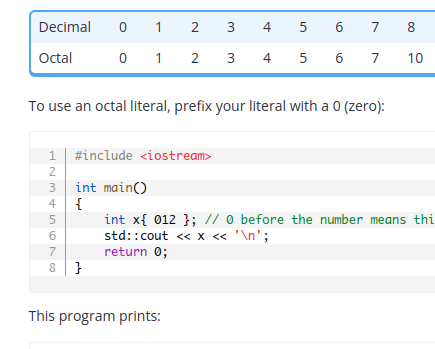 Decimal 0 1 2 3 4 5 6 7 8
Octal 0 1 2 3 4 5 6 7 10
To use an octal literal, prefix your literal with a 0 (zero):
1 #include <iostream>
2
3 int main()
4 {
5 int x{ 012 }; // 0 before the number means thi
6 std::cout << x << '\n';
7 return 0;
8 }
This program prints: